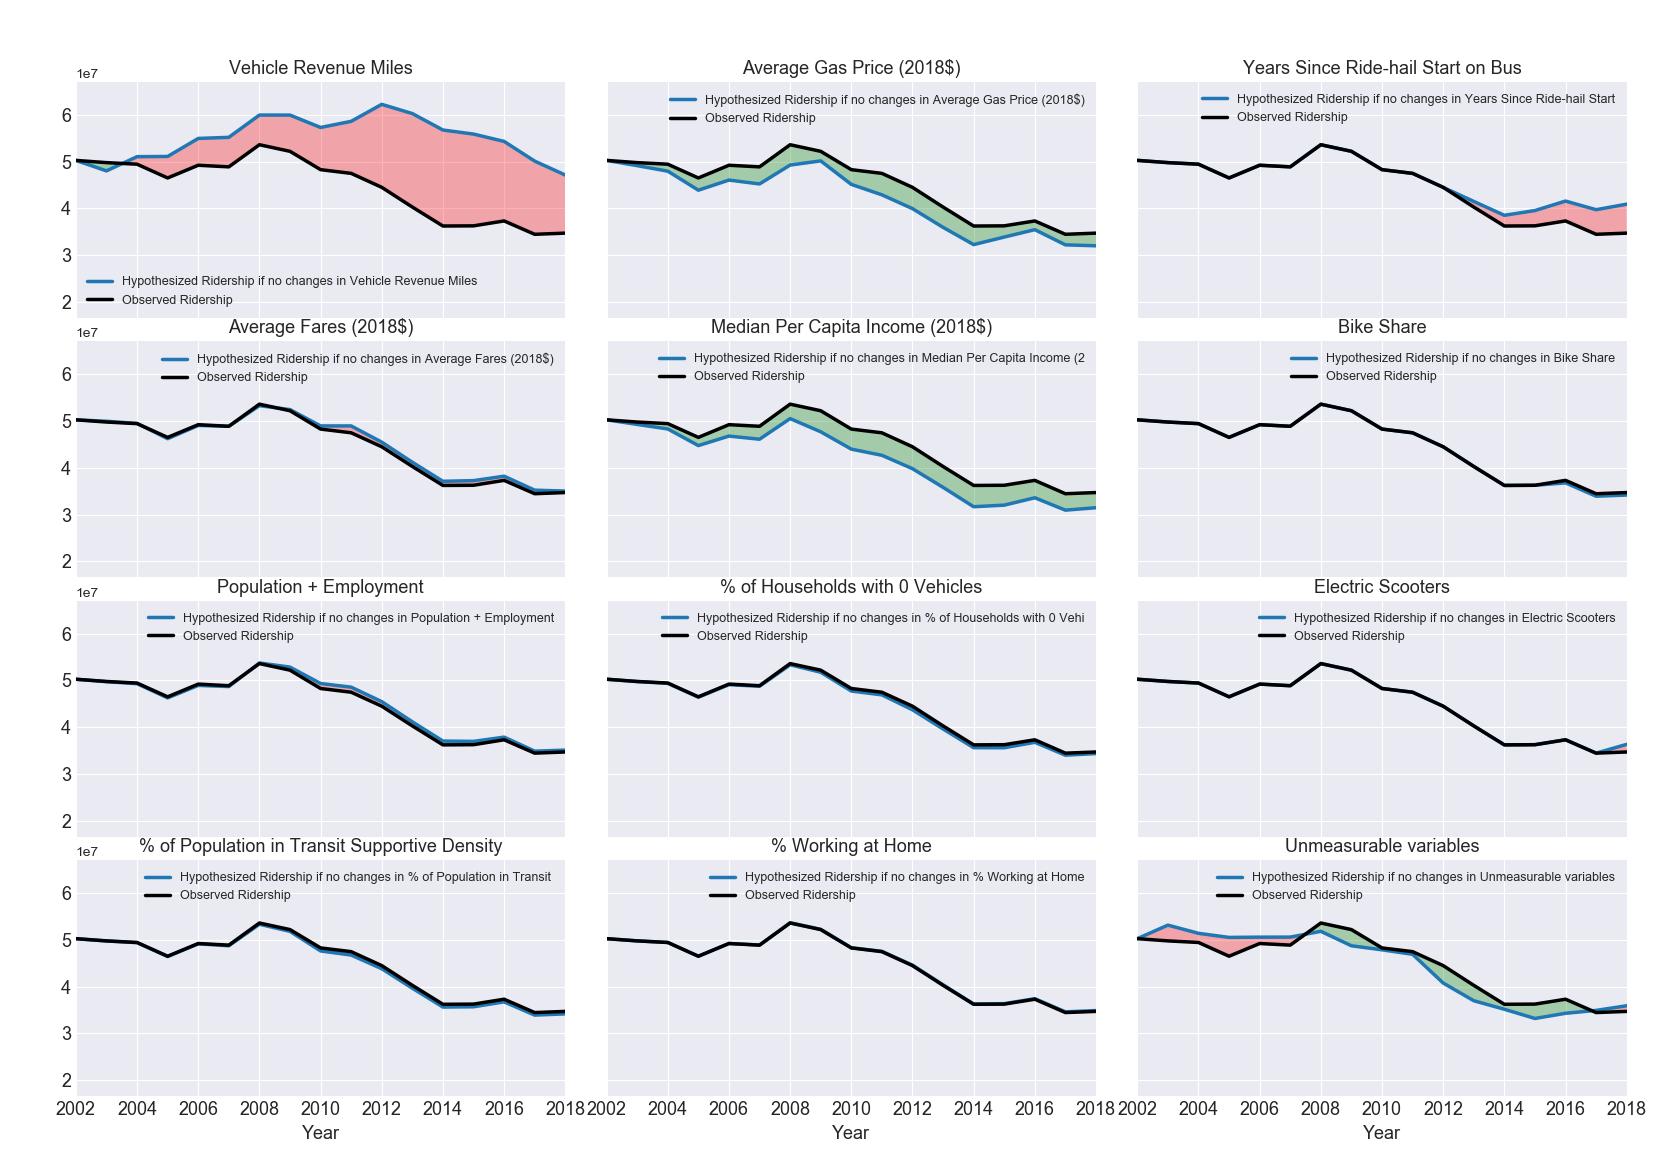 Vehicle Revenue Miles
1e7
6
5
4
3
2
Hypothesized Ridership if no changes in Vehicle Revenue Miles
Observed Ridership
Average Gas Price (2018$)
Hypothesized Ridership if no changes in Average Gas Price (2018$)
Observed Ridership
Years Since Ride-hail Start on Bus
Hypothesized Ridership if no changes in Years Since Ride-hail Start
Observed Ridership
Average Fares (2018$)
1e7
6
5
4
3
2
Hypothesized Ridership if no changes in Average Fares (2018$)
Observed Ridership
Median Per Capita Income (2018$)
Hypothesized Ridership if no changes in Median Per Capita Income (2
Observed Ridership
Bike Share
Hypothesized Ridership if no changes in Bike Share
Observed Ridership
Population + Employment
1e7
6
5
4
3
2
Hypothesized Ridership if no changes in Population + Employment
Observed Ridership
% of Households with 0 Vehicles
Hypothesized Ridership if no changes in % of Households with 0 Vehi
Observed Ridership
Electric Scooters
Hypothesized Ridership if no changes in Electric Scooters
Observed Ridership
% of Population in Transit Supportive Density
1e7
6
5
4
3
2
Hypothesized Ridership if no changes in % of Population in Transit
Observed Ridership
2002 2004 2006 2008 2010 2012 2014 2016 2018
Year
% Working at Home
Hypothesized Ridership if no changes in % Working at Home
Observed Ridership
2002 2004 2006 2008 2010 2012 2014 2016 2018
Year
Unmeasurable variables
Hypothesized Ridership if no changes in Unmeasurable variables
Observed Ridership
2002 2004 2006 2008 2010 2012 2014 2016 2018
Year